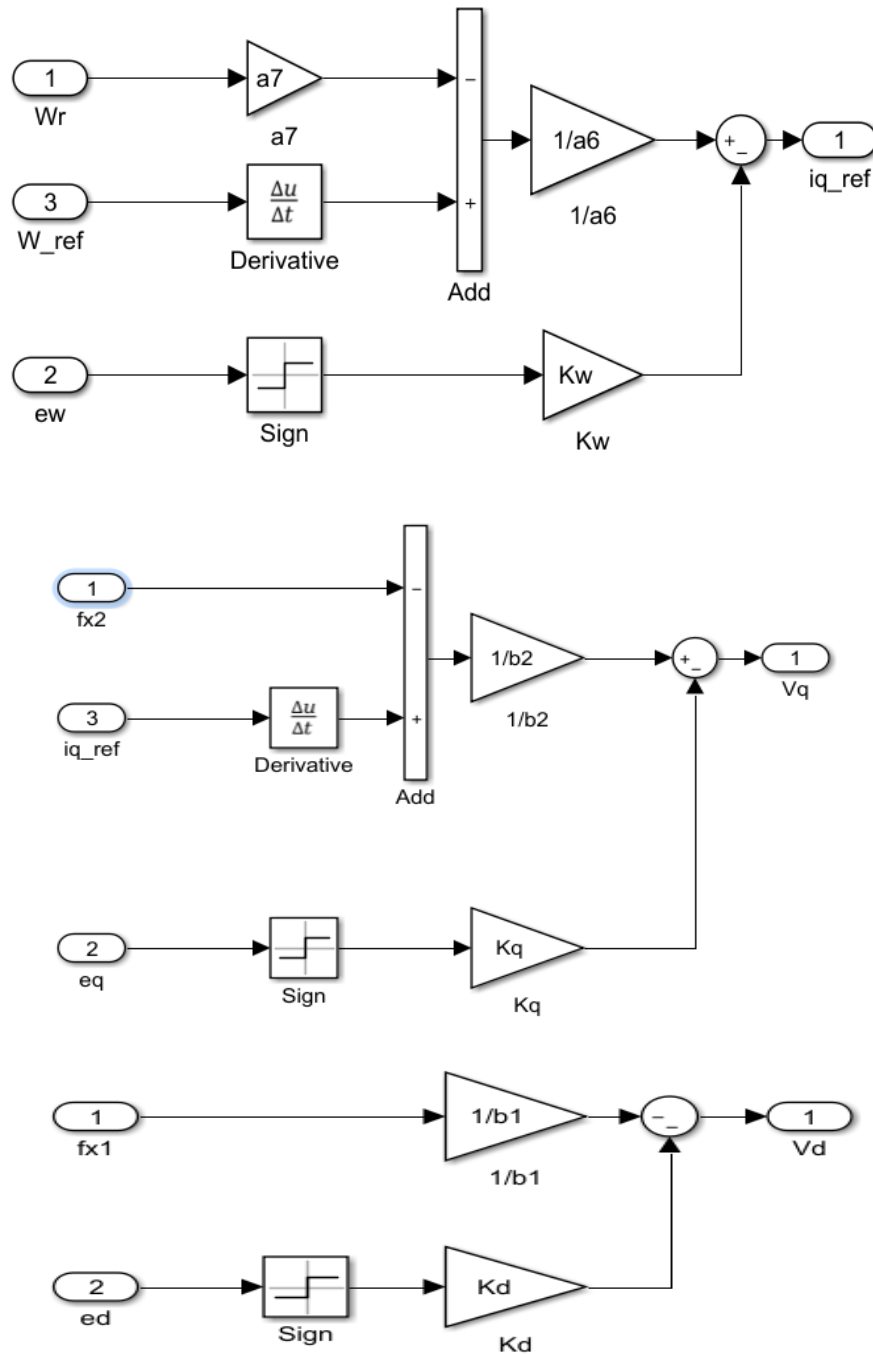 1
Wr
a7
a7
−
3
W_ref
Δu
Δt
Derivative
+
Add
1/a6
1/a6
+
−
1
iq_ref
2
ew
Sign
Kw
Kw
1
fx2
−
3
iq_ref
Δu
Δt
Derivative
+
Add
1/b2
1/b2
+
−
1
Vq
2
eq
Sign
Kq
Kq
1
fx1
1/b1
1/b1
−
−
1
Vd
2
ed
Sign
Kd
Kd